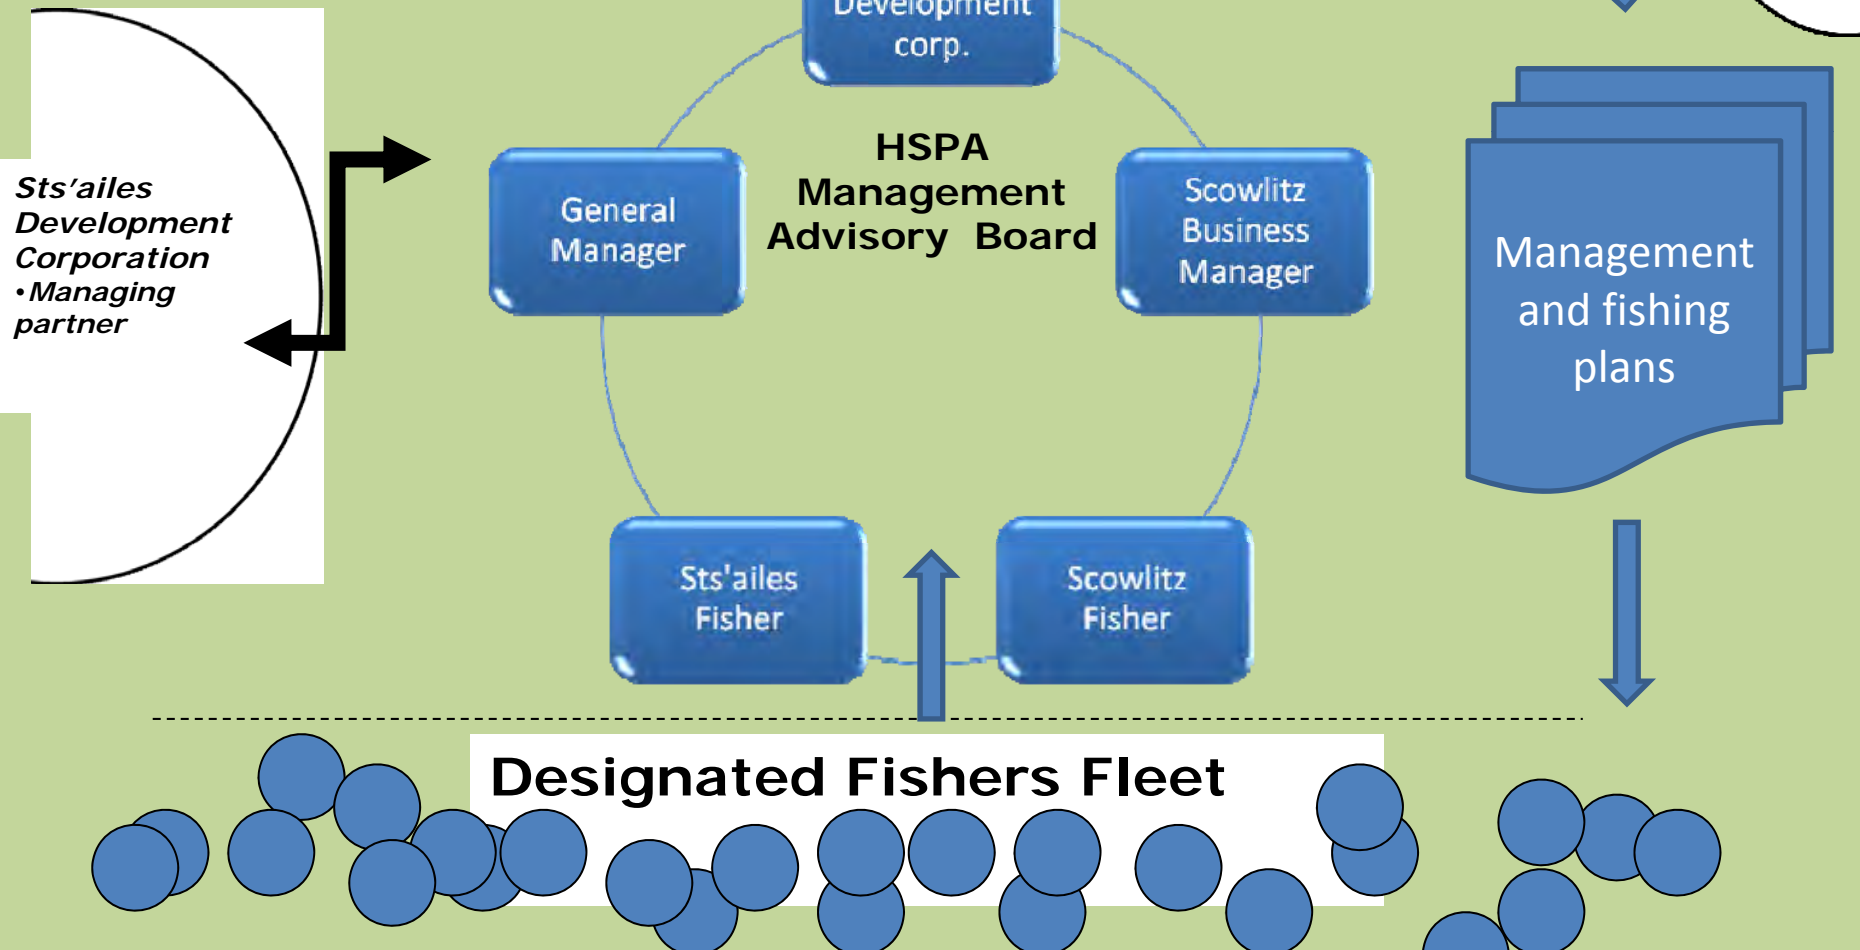 Development
corp.
HSPA
Management
Advisory Board
General
Manager
Scowlitz
Business
Manager
Sts'ailes
Fisher
Scowlitz
Fisher
Sts'ailes
Development
Corporation
•Managing
partner
Management
and fishing
plans
Designated Fishers Fleet